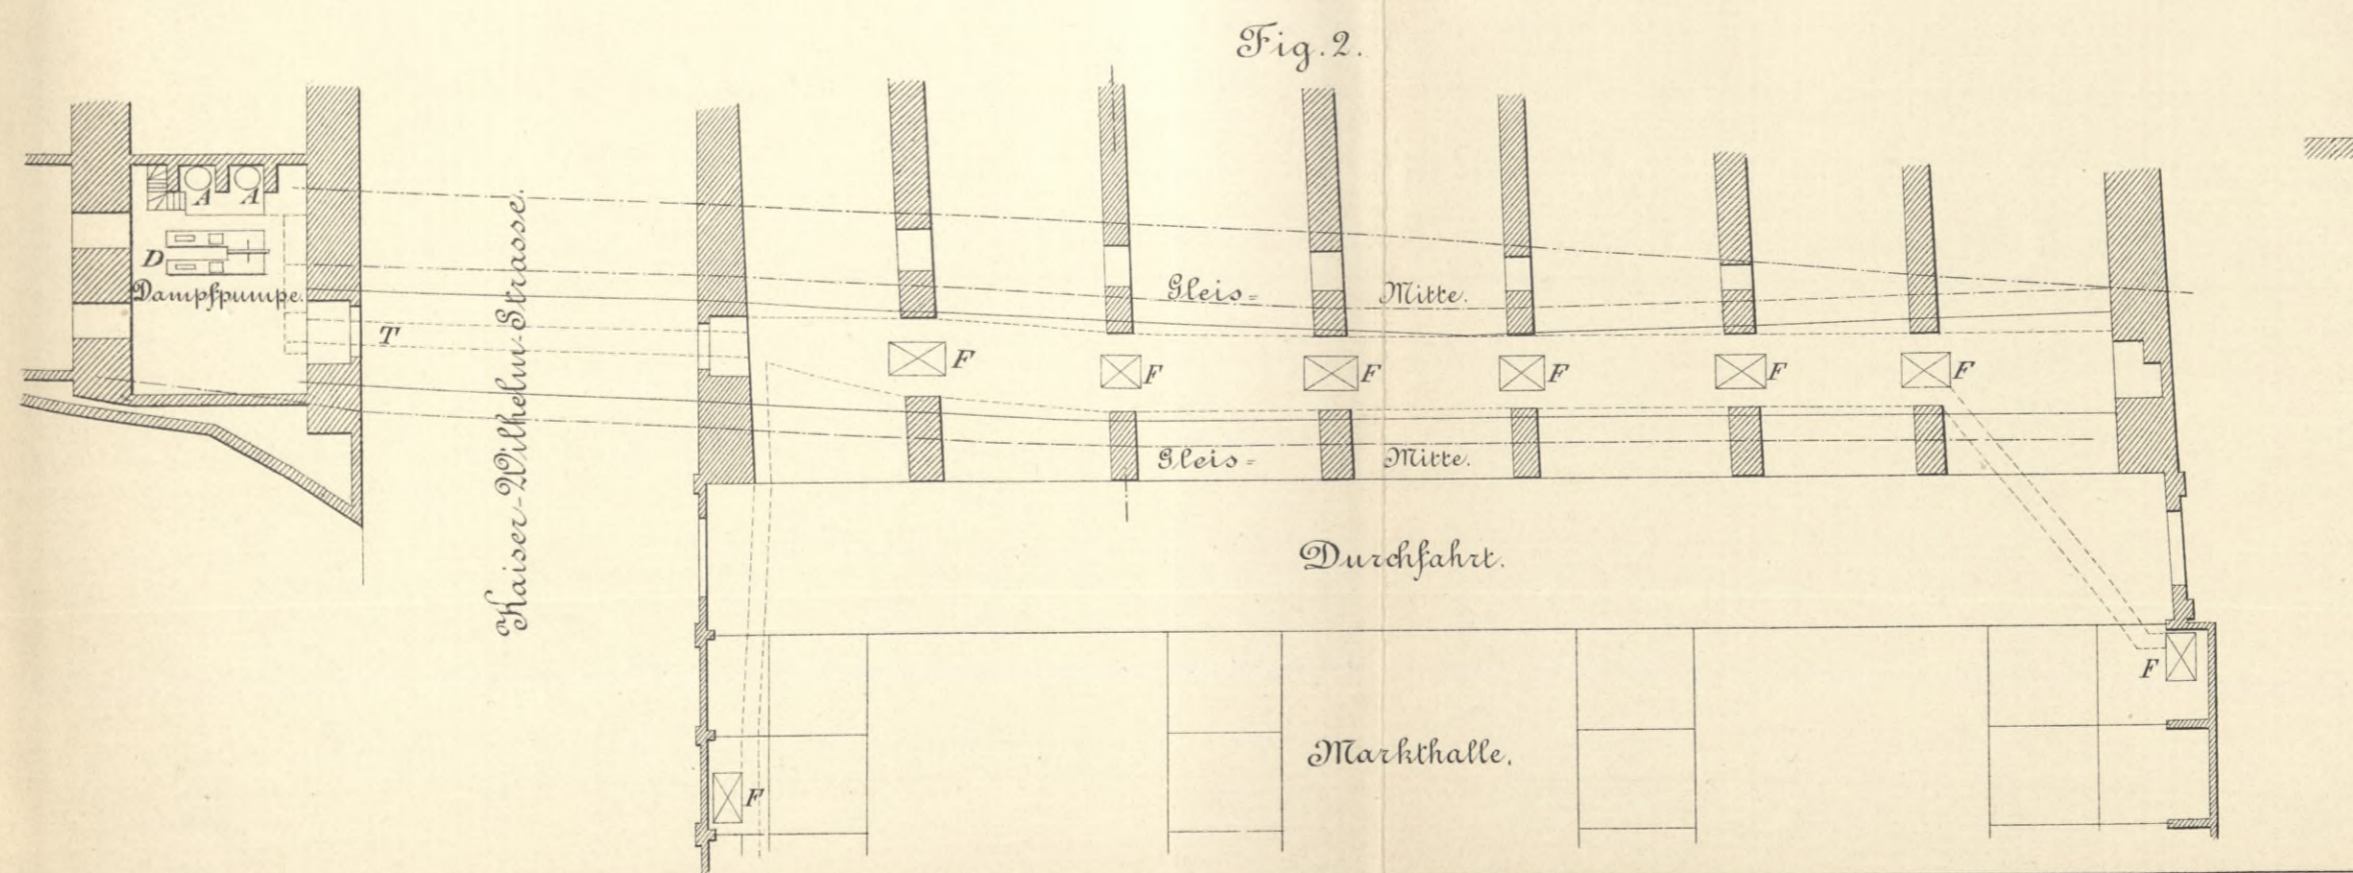 Fig. 2.
A A
D
Dampfpumpe.
T
Kaiser-Wilhelm-Strasse.
Gleis= Mitte.
F F F F F F
Gleis= Mitte.
Durchfahrt.
F
Markthalle.
F